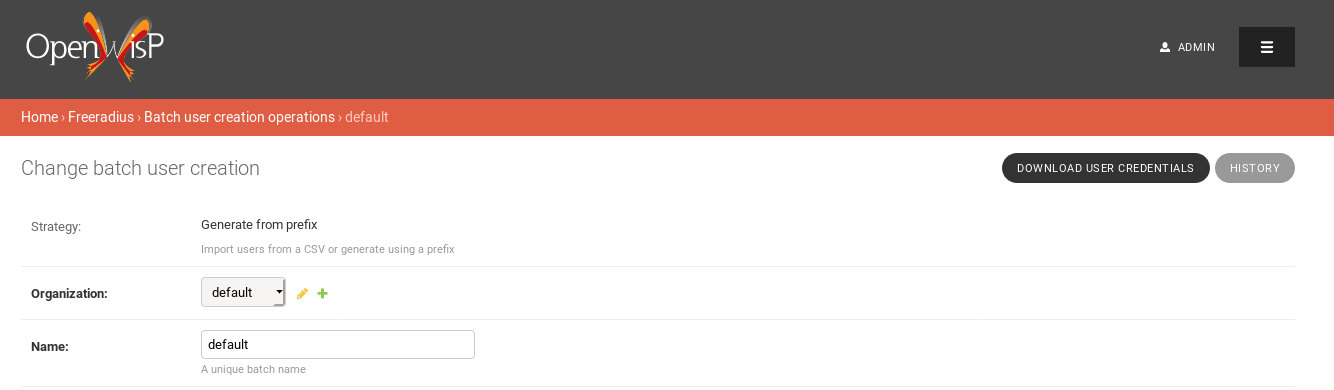 OpenWisP
ADMIN
Home › Freeradius › Batch user creation operations › default
Change batch user creation
DOWNLOAD USER CREDENTIALS
HISTORY
Strategy:
Generate from prefix
Import users from a CSV or generate using a prefix
Organization:
default
Name:
default
A unique batch name